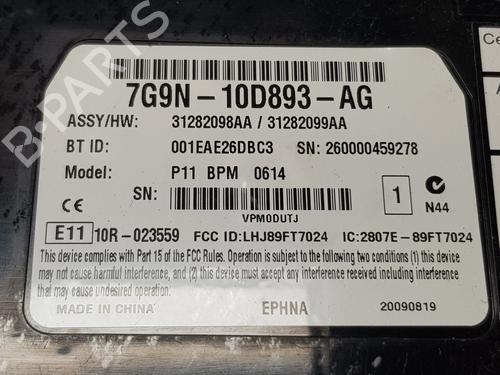 7G9N-10D893-AG
ASSY/HW: 31282098AA / 31282099AA
BT ID: 001EAE26DBC3 SN: 260000459278
Model: P11 BPM 0614
SN:
VPM0DUTJ
1
N44
CE
E11 10R-023559 FCC ID:LHJ89FT7024 IC:2807E-89FT7024
This device complies with Part 15 of the FCC Rules. Operation is subject to the following two conditions: (1) this device
may not cause harmful interference, and (2) this device must accept any interference received, including interference
that may cause undesired operation.
MADE IN CHINA EPHNA 20090819
Ce
B-PARTS